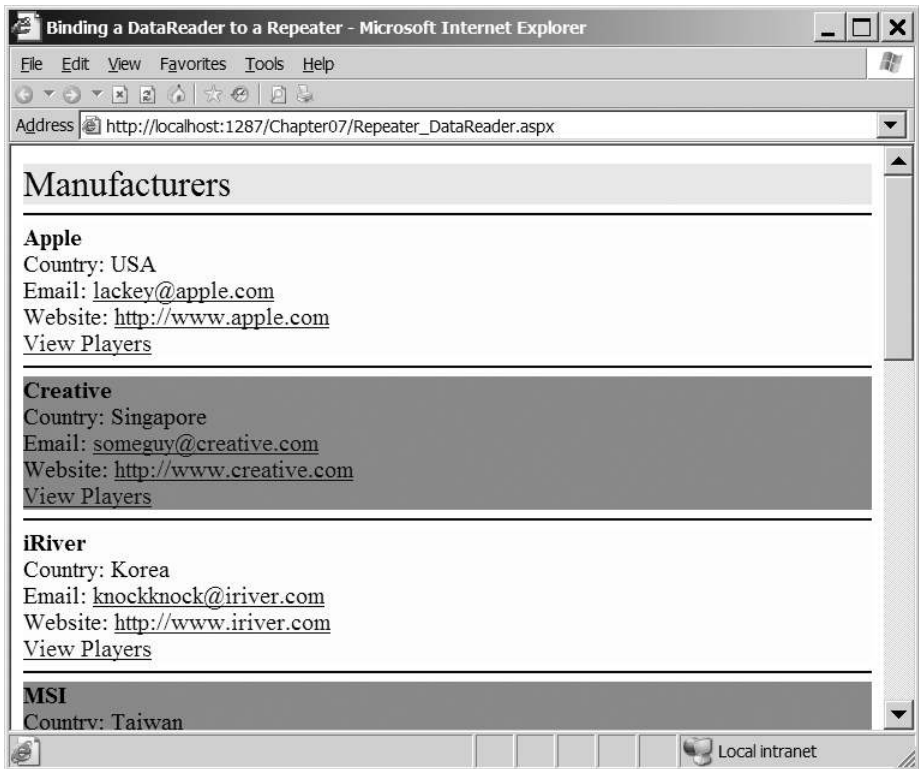 Binding a DataReader to a Repeater - Microsoft Internet Explorer
File Edit View Favorites Tools Help
Address http://localhost:1287/Chapter07/Repeater_DataReader.aspx
Manufacturers
Apple
Country: USA
Email: lackey@apple.com
Website: http://www.apple.com
View Players
Creative
Country: Singapore
Email: someguy@creative.com
Website: http://www.creative.com
View Players
iRiver
Country: Korea
Email: knockknock@iriver.com
Website: http://www.iriver.com
View Players
MSI
Country: Taiwan
Local intranet